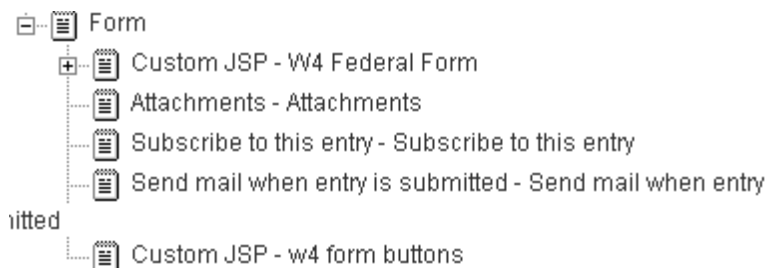 Form
Custom JSP - W4 Federal Form
Attachments - Attachments
Subscribe to this entry - Subscribe to this entry
Send mail when entry is submitted - Send mail when entry
itted
Custom JSP - w4 form buttons